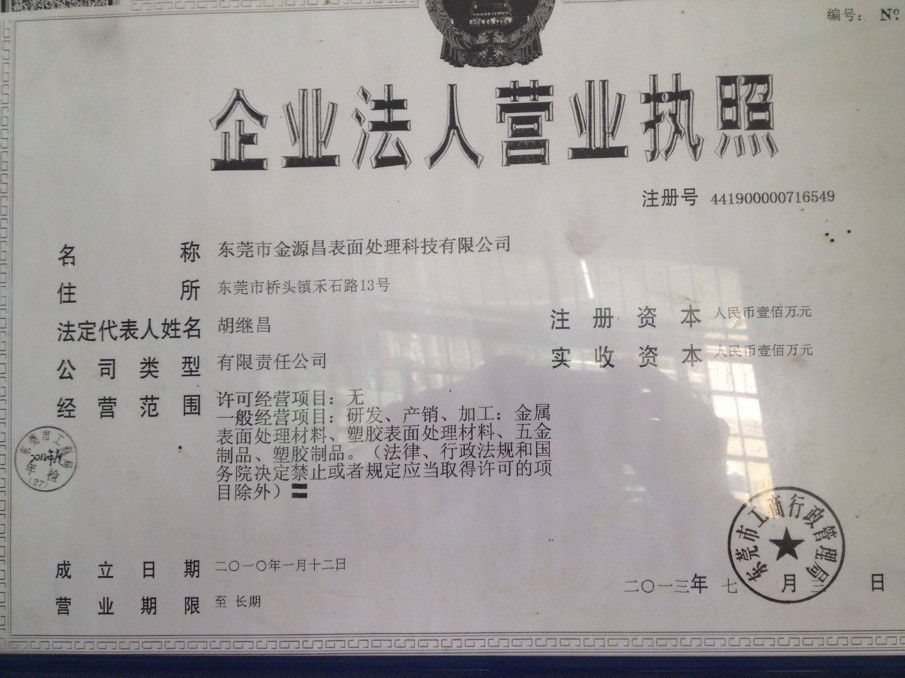 编号: №
企业法人营业执照
注册号 441900000716549
名称 东莞市金源昌表面处理科技有限公司
住所 东莞市桥头镇禾石路13号
法定代表人姓名 胡继昌
注册资本 人民币壹佰万元
公司类型 有限责任公司
实收资本 人民币壹佰万元
经营范围 许可经营项目：无
一般经营项目：研发、产销、加工：金属
表面处理材料、塑胶表面处理材料、五金
制品、塑胶制品。（法律、行政法规和国
务院决定禁止或者规定应当取得许可的项
目除外）
东莞市工商行政管理局
成立日期 二〇一〇年一月十二日
二〇一三年 七 月 日
营业期限 至 长期